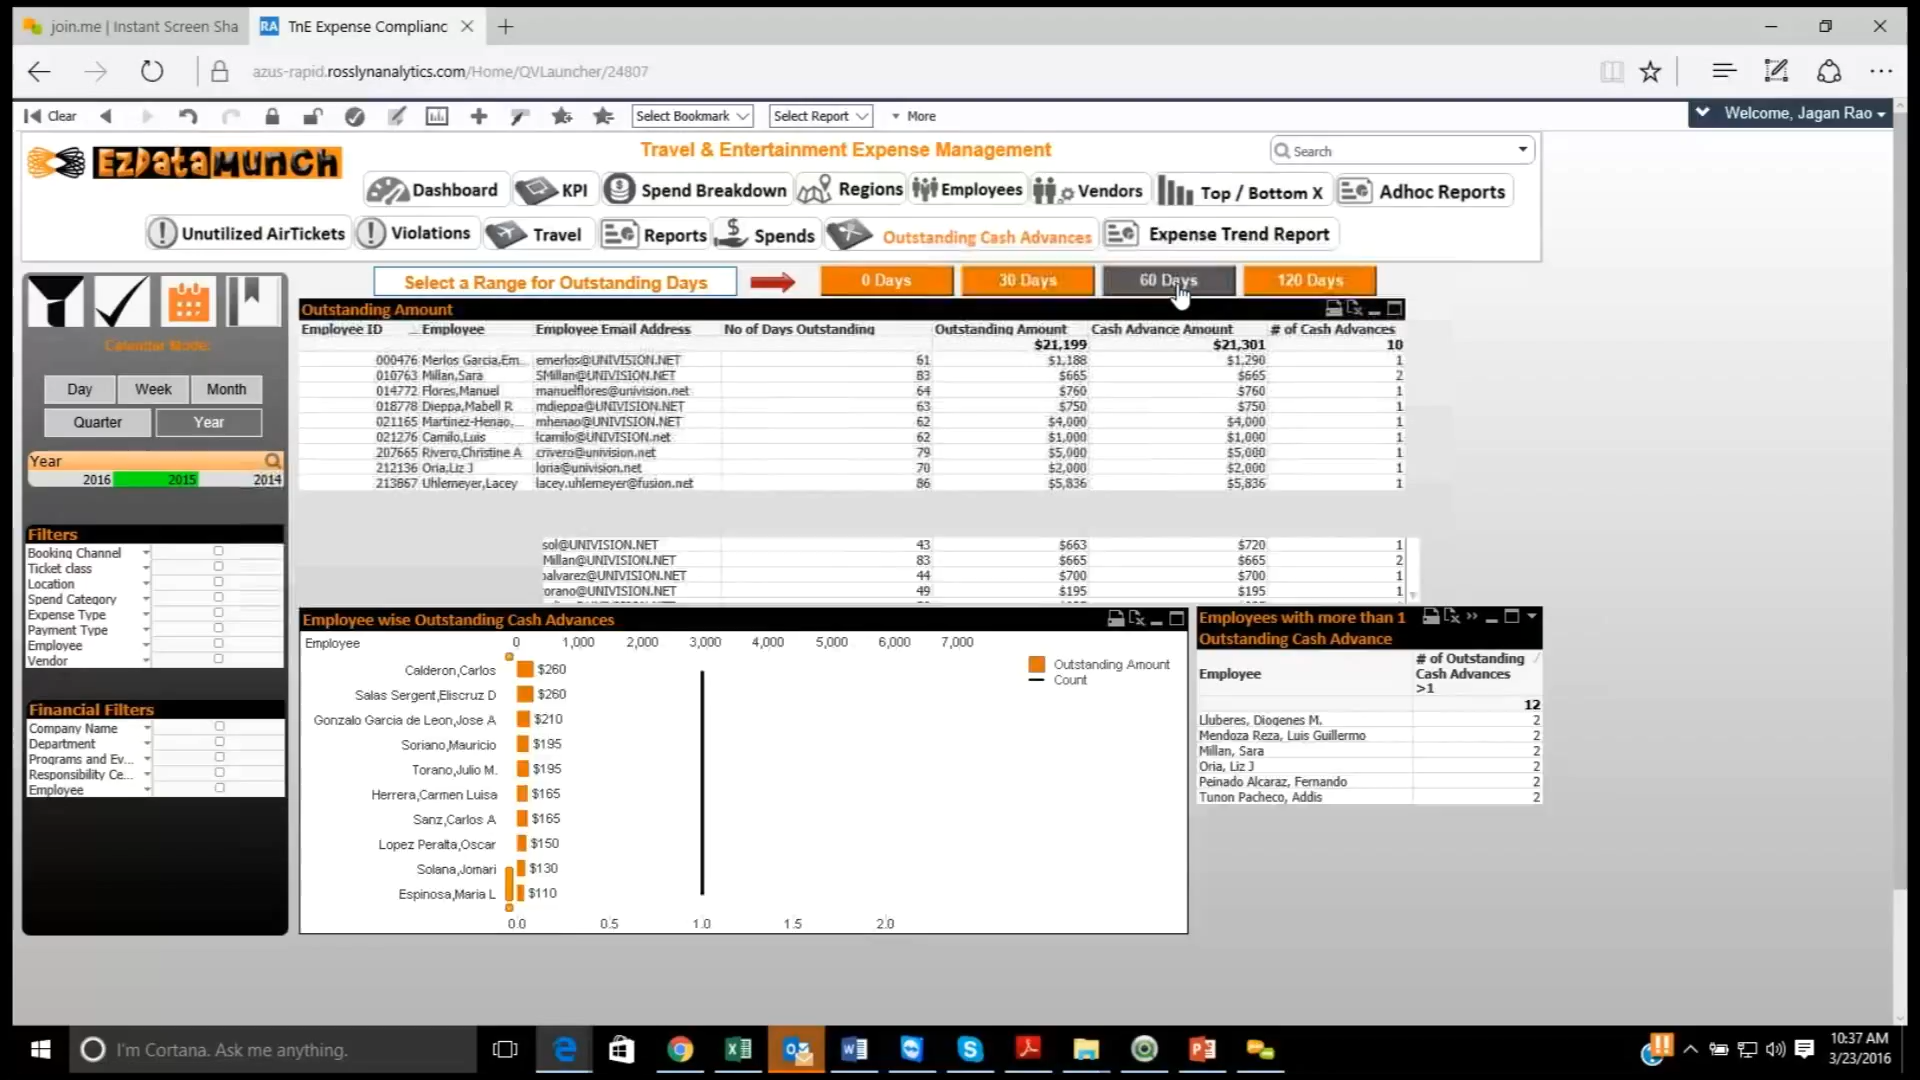 join.me | Instant Screen Sha
RA TnE Expense Complianc
azus-rapid.rosslynanalytics.com/Home/QVLauncher/24807
Clear Select Bookmark Select Report More Welcome, Jagan Rao
EzDataMunch Travel & Entertainment Expense Management Search
Dashboard KPI Spend Breakdown Regions Employees Vendors Top / Bottom X Adhoc Reports
Unutilized AirTickets Violations Travel Reports Spends Outstanding Cash Advances Expense Trend Report
Select a Range for Outstanding Days 0 Days 30 Days 60 Days 120 Days
Calendar Mode:
Day Week Month
Quarter Year
Year
2016 2015 2014
Filters
Booking Channel
Ticket class
Location
Spend Category
Expense Type
Payment Type
Employee
Vendor
Financial Filters
Company Name
Department
Programs and Ev...
Responsibility Ce...
Employee
Outstanding Amount
Employee ID Employee Employee Email Address No of Days Outstanding Outstanding Amount Cash Advance Amount # of Cash Advances
$21,199 $21,301 10
000476 Merlos Garcia,Em... emerlos@UNIVISION.NET 61 $1,188 $1,290 1
010763 Millan,Sara SMillan@UNIVISION.NET 83 $665 $665 2
014772 Flores,Manuel manuelflores@univision.net 64 $760 $760 1
018778 Dieppa,Mabell R mdieppa@UNIVISION.NET 63 $750 $750 1
021165 Martinez-Henao,... mhenao@UNIVISION.NET 62 $4,000 $4,000 1
021276 Camilo,Luis lcamilo@UNIVISION.net 62 $1,000 $1,000 1
207665 Rivero,Christine A crivero@univision.net 79 $5,000 $5,000 1
212136 Oria,Liz J loria@univision.net 70 $2,000 $2,000 1
213867 Uhlemeyer,Lacey lacey.uhlemeyer@fusion.net 86 $5,836 $5,836 1
sol@UNIVISION.NET 43 $663 $720 1
Millan@UNIVISION.NET 83 $665 $665 2
alvarez@UNIVISION.NET 44 $700 $700 1
orano@UNIVISION.NET 49 $195 $195 1
Employee wise Outstanding Cash Advances
Employee 0 1,000 2,000 3,000 4,000 5,000 6,000 7,000
Outstanding Amount
Count
Calderon,Carlos $260
Salas Sergent,Eliscruz D $260
Gonzalo Garcia de Leon,Jose A $210
Soriano,Mauricio $195
Torano,Julio M. $195
Herrera,Carmen Luisa $165
Sanz,Carlos A $165
Lopez Peralta,Oscar $150
Solana,Jomari $130
Espinosa,Maria L $110
0.0 0.5 1.0 1.5 2.0
Employees with more than 1
Outstanding Cash Advance
Employee # of Outstanding
Cash Advances
>1
12
Lluberes, Diogenes M. 2
Mendoza Reza, Luis Guillermo 2
Millan, Sara 2
Oria, Liz J 2
Peinado Alcaraz, Fernando 2
Tunon Pacheco, Addis 2
I'm Cortana. Ask me anything.
10:37 AM
3/23/2016